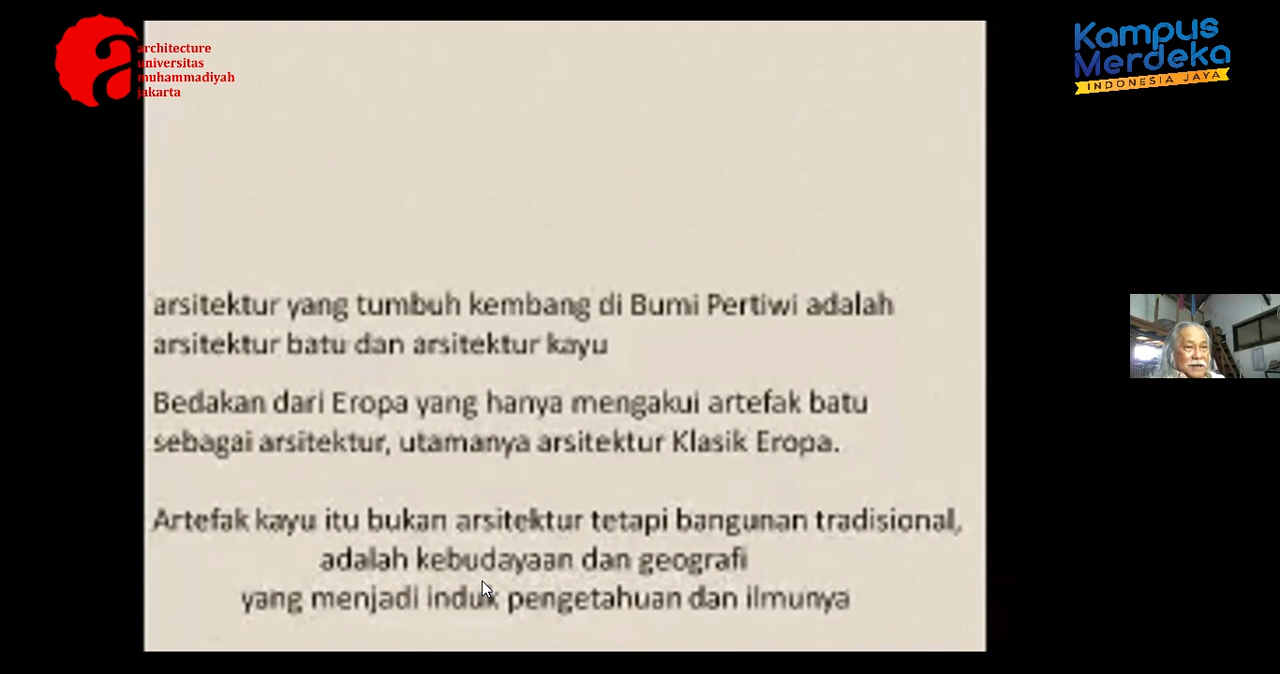 architecture
universitas
muhammadiyah
jakarta
Kampus
Merdeka
INDONESIA JAYA
arsitektur yang tumbuh kembang di Bumi Pertiwi adalah
arsitektur batu dan arsitektur kayu
Bedakan dari Eropa yang hanya mengakui artefak batu
sebagai arsitektur, utamanya arsitektur Klasik Eropa.
Artefak kayu itu bukan arsitektur tetapi bangunan tradisional,
adalah kebudayaan dan geografi
yang menjadi induk pengetahuan dan ilmunya